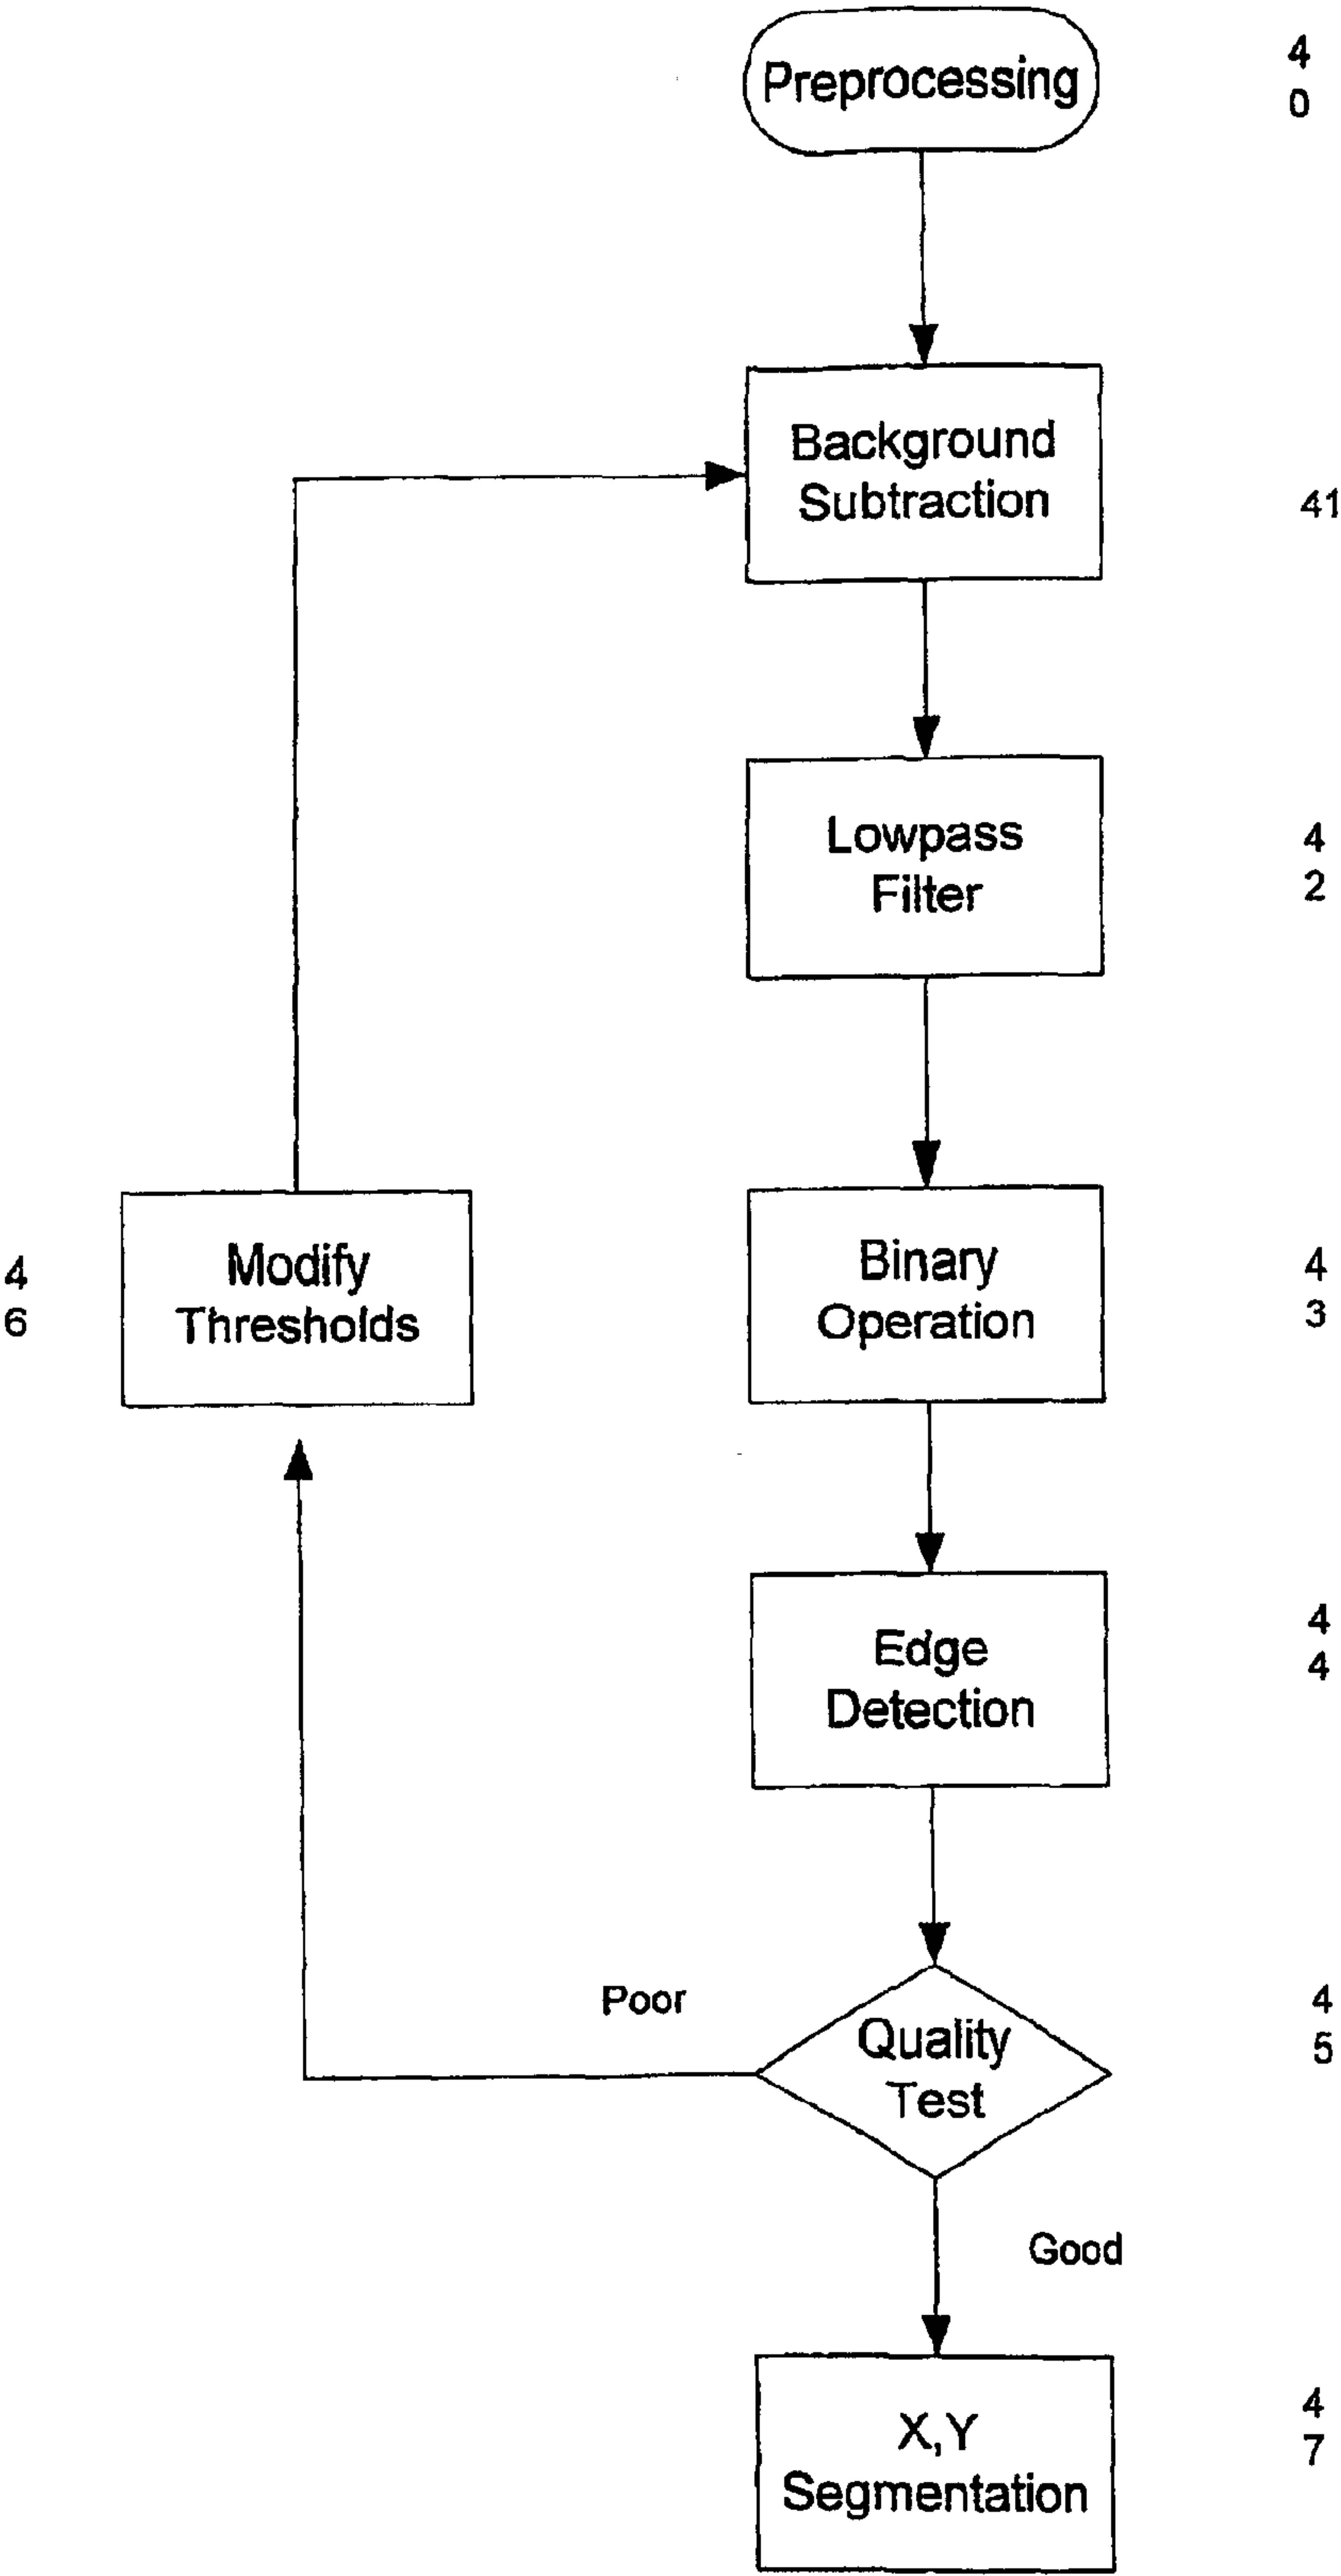 Preprocessing
4
0
Background
Subtraction
41
Lowpass
Filter
4
2
4
6
Modify
Thresholds
Binary
Operation
4
3
Edge
Detection
4
4
Poor
Quality
Test
4
5
Good
X,Y
Segmentation
4
7